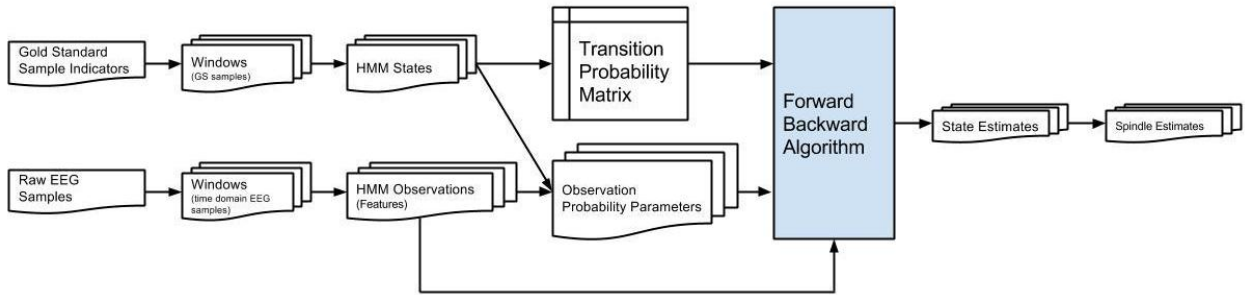 Gold Standard
Sample Indicators
Windows
(GS samples)
HMM States
Transition
Probability
Matrix
Forward
Backward
Algorithm
State Estimates
Spindle Estimates
Raw EEG
Samples
Windows
(time domain EEG
samples)
HMM Observations
(Features)
Observation
Probability Parameters